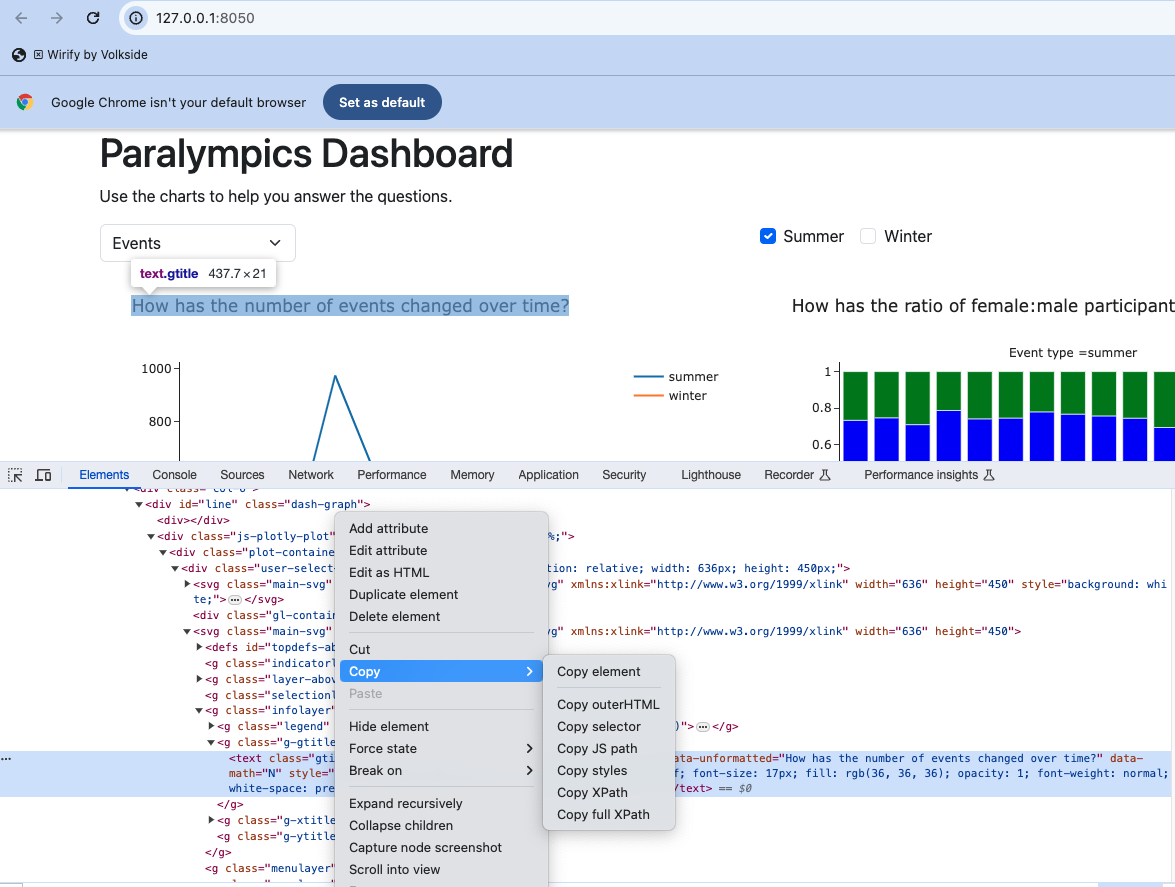 127.0.0.1:8050
Wirify by Volkside
Google Chrome isn't your default browser Set as default
Paralympics Dashboard
Use the charts to help you answer the questions.
Events Summer Winter
text.gtitle 437.7×21
How has the number of events changed over time? How has the ratio of female:male participant
Event type =summer
1000 summer 1
winter
800 0.8
0.6
Elements Console Sources Network Performance Memory Application Security Lighthouse Recorder Performance insights
<div id="line" class="dash-graph">
<div></div>
<div class="js-plotly-plot" %;">
<div class="plot-containe
<div class="user-select tion: relative; width: 636px; height: 450px;">
<svg class="main-svg" vg" xmlns:xlink="http://www.w3.org/1999/xlink" width="636" height="450" style="background: whi
te;"> ••• </svg>
<div class="gl-contain
<svg class="main-svg" vg" xmlns:xlink="http://www.w3.org/1999/xlink" width="636" height="450">
<defs id="topdefs-ab
<g class="indicatorl
<g class="layer-abov
<g class="selectionl
<g class="infolayer"
<g class="legend" )"> ••• </g>
<g class="g-gtitle
••• <text class="gti ata-unformatted="How has the number of events changed over time?" data-
math="N" style=" f; font-size: 17px; fill: rgb(36, 36, 36); opacity: 1; font-weight: normal;
white-space: pre /text> == $0
</g>
<g class="g-xtitle
<g class="g-ytitle
</g>
<g class="menulayer"
Add attribute
Edit attribute
Edit as HTML
Duplicate element
Delete element
Cut
Copy
Paste
Hide element
Force state
Break on
Expand recursively
Collapse children
Capture node screenshot
Scroll into view
Copy element
Copy outerHTML
Copy selector
Copy JS path
Copy styles
Copy XPath
Copy full XPath